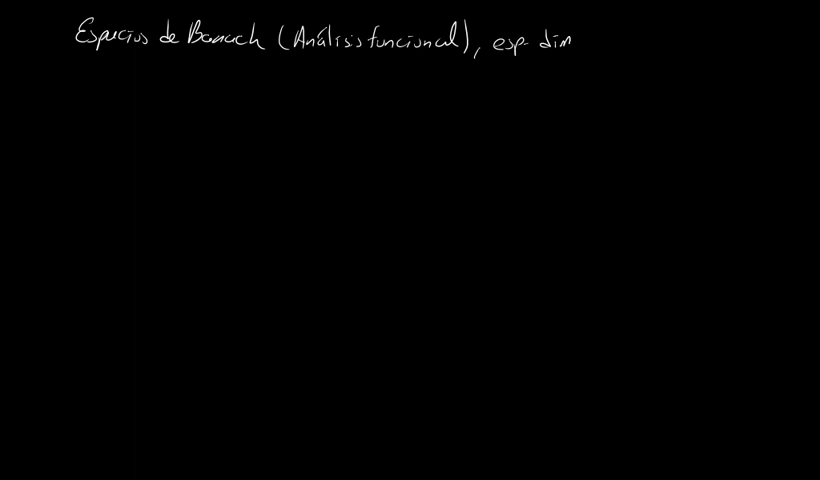 Espacios de Banach (Análisis funcional), esp. dim